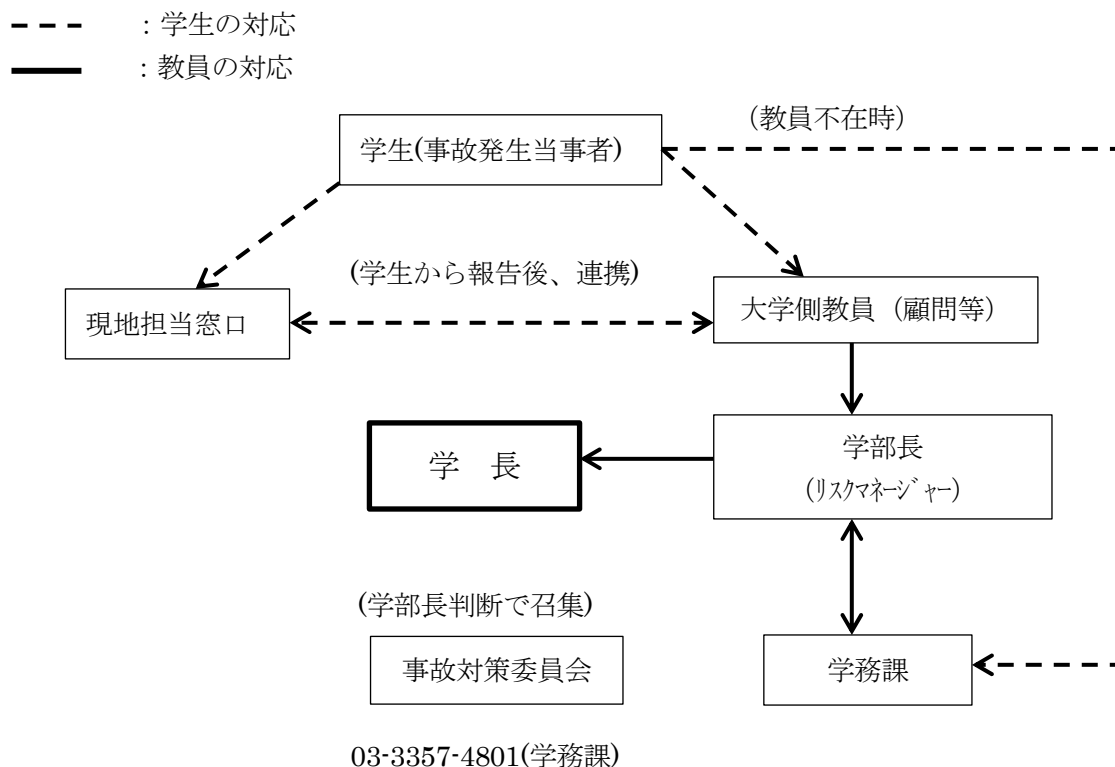 ：学生の対応
：教員の対応
（教員不在時）
学生(事故発生当事者)
(学生から報告後、連携)
現地担当窓口
大学側教員（顧問等）
学　長
学部長
(ﾘｽｸﾏﾈｰｼﾞｬｰ)
(学部長判断で召集)
事故対策委員会
学務課
03-3357-4801(学務課)